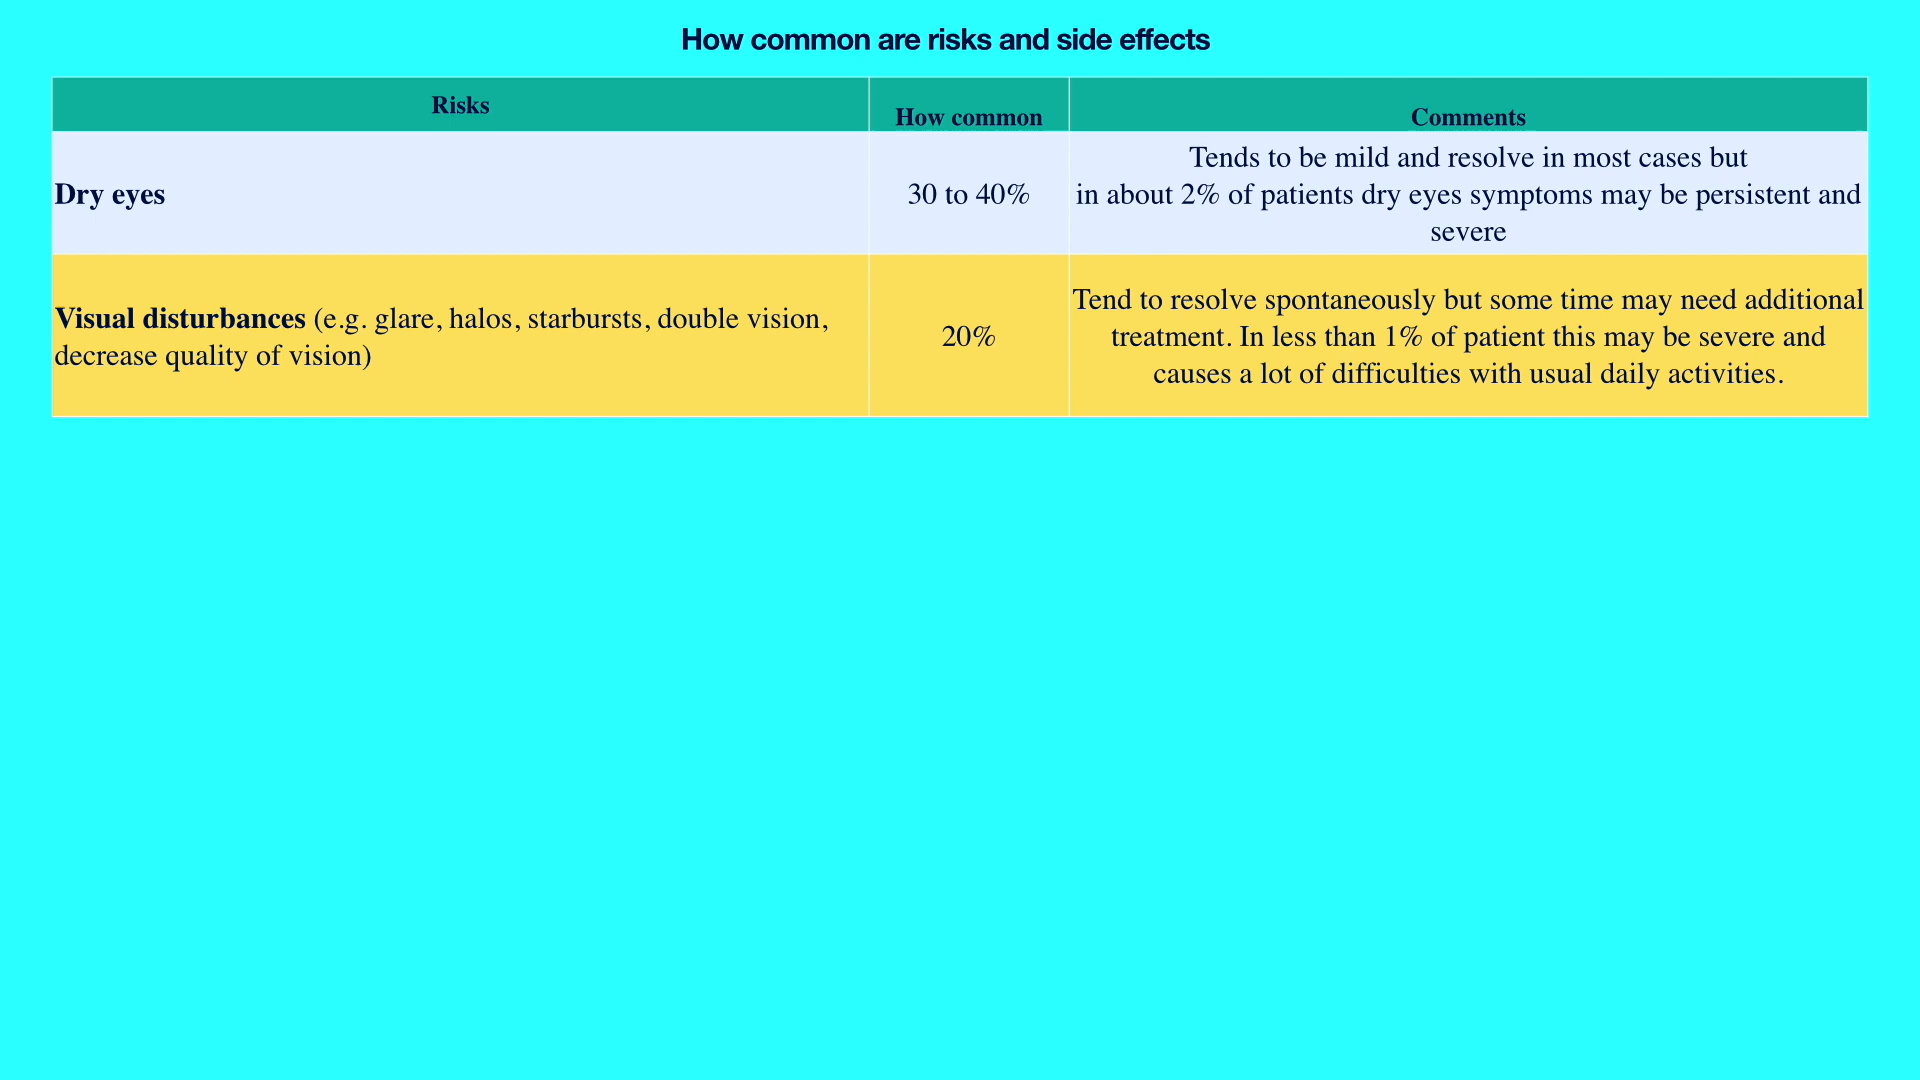 How common are risks and side effects
Risks
How common
Comments
Dry eyes
30 to 40%
Tends to be mild and resolve in most cases but
in about 2% of patients dry eyes symptoms may be persistent and
severe
Visual disturbances (e.g. glare, halos, starbursts, double vision,
decrease quality of vision)
20%
Tend to resolve spontaneously but some time may need additional
treatment. In less than 1% of patient this may be severe and
causes a lot of difficulties with usual daily activities.